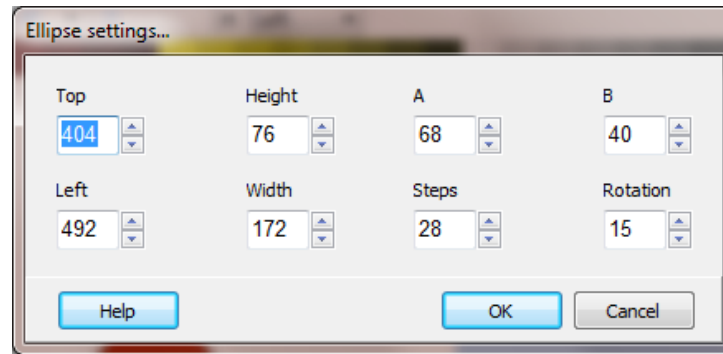 Ellipse settings...
Top Height A B
404 76 68 40
Left Width Steps Rotation
492 172 28 15
Help OK Cancel